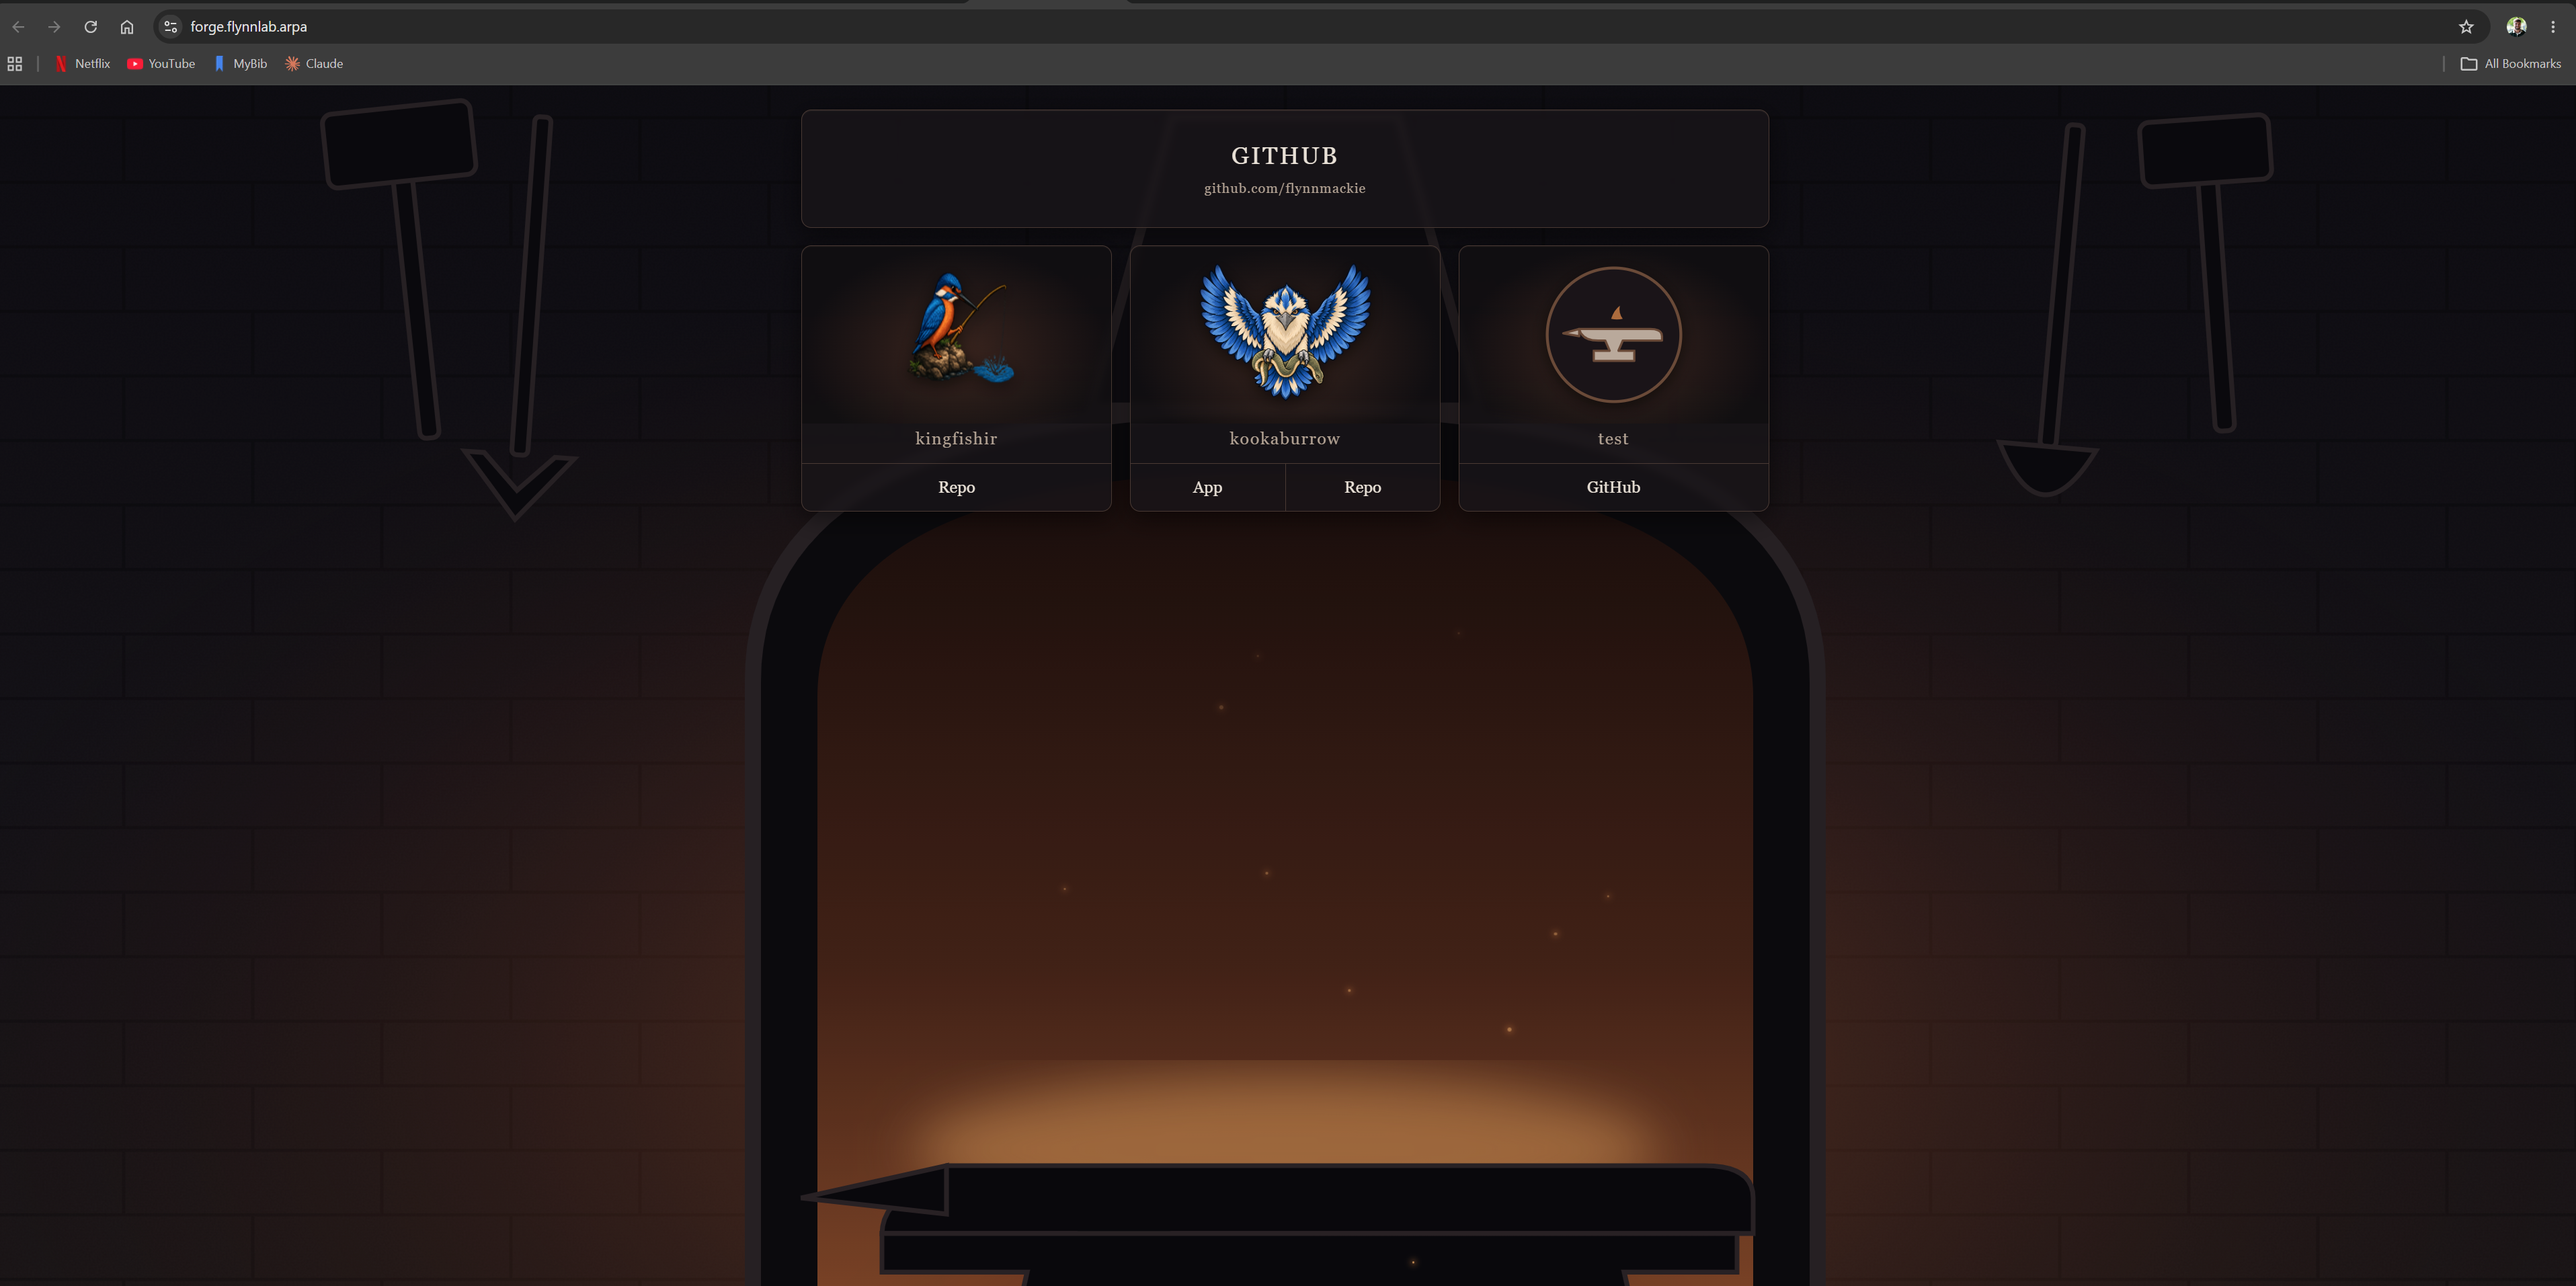 forge.flynnlab.arpa
Netflix
YouTube
MyBib
Claude
All Bookmarks
GITHUB
github.com/flynnmackie
kingfishir
kookaburrow
test
Repo
App
Repo
GitHub